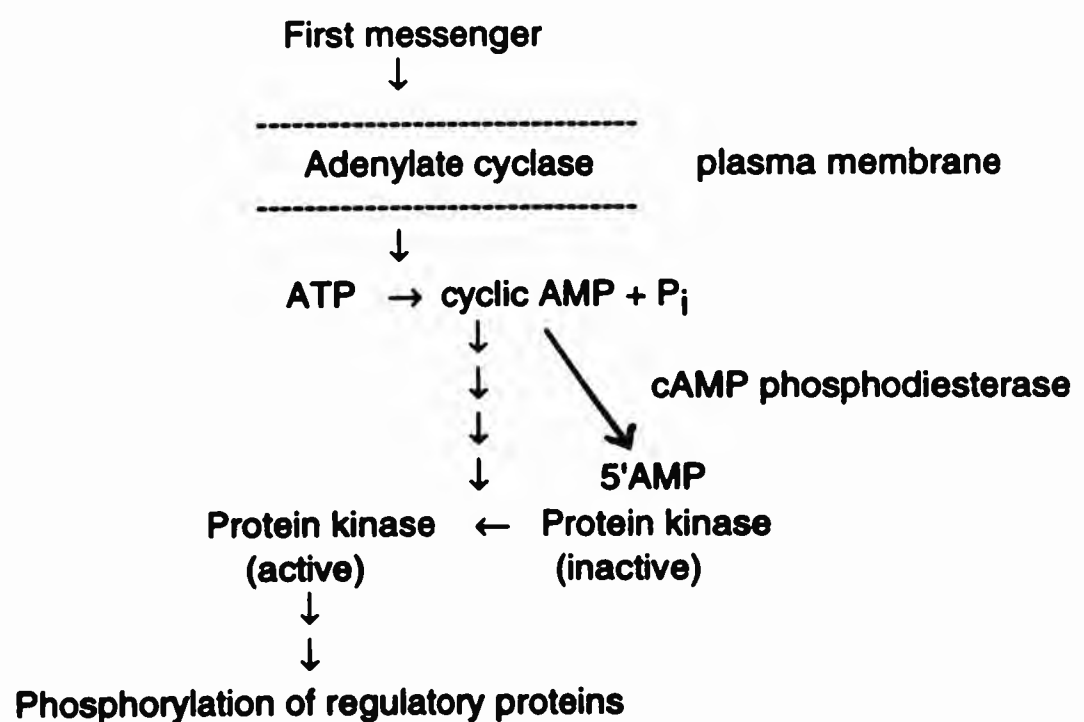 First messenger
↓
Adenylate cyclase plasma membrane
↓
ATP → cyclic AMP + Pi
↓
↓ cAMP phosphodiesterase
↓
↓ 5'AMP
Protein kinase ← Protein kinase
(active) (inactive)
↓
↓
Phosphorylation of regulatory proteins